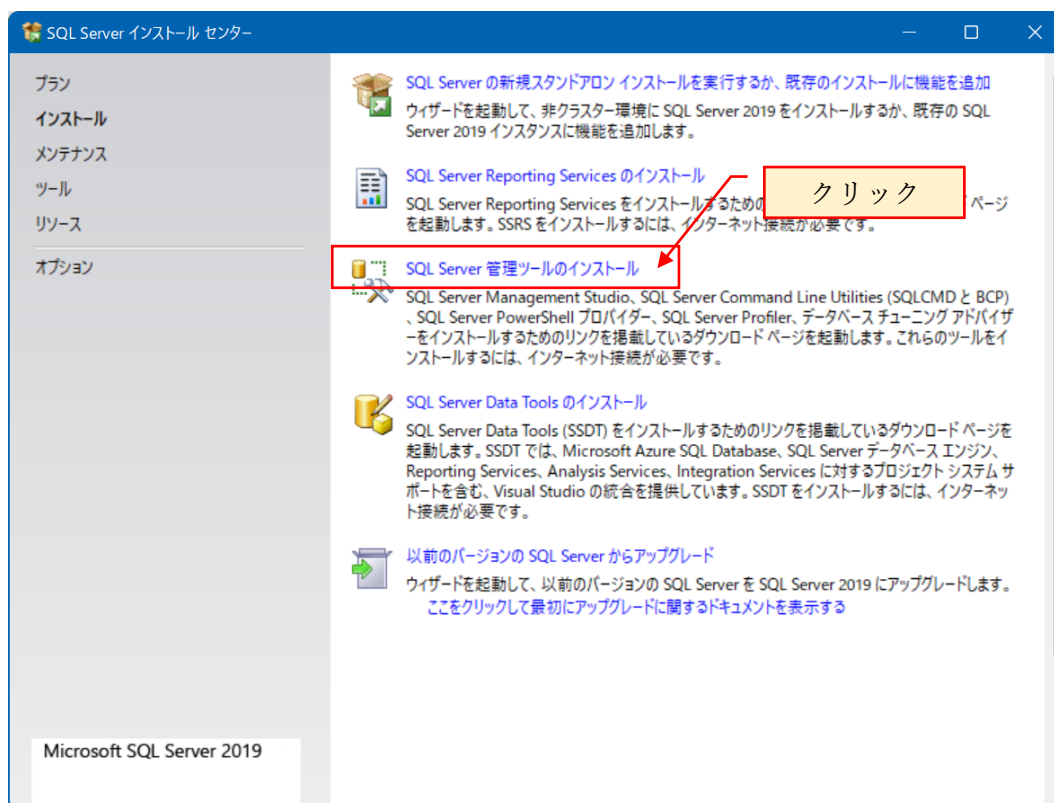 SQL Server インストール センター
プラン
インストール
メンテナンス
ツール
リソース
オプション
SQL Server の新規スタンドアロン インストールを実行するか、既存のインストールに機能を追加
ウィザードを起動して、非クラスター環境に SQL Server 2019 をインストールするか、既存の SQL
Server 2019 インスタンスに機能を追加します。
SQL Server Reporting Services のインストール
クリック
SQL Server Reporting Services をインストールするための ページ
を起動します。SSRS をインストールするには、インターネット接続が必要です。
SQL Server 管理ツールのインストール
SQL Server Management Studio、SQL Server Command Line Utilities (SQLCMD と BCP)
、SQL Server PowerShell プロバイダー、SQL Server Profiler、データベース チューニング アドバイザ
ーをインストールするためのリンクを掲載しているダウンロード ページを起動します。これらのツールをイ
ンストールするには、インターネット接続が必要です。
SQL Server Data Tools のインストール
SQL Server Data Tools (SSDT) をインストールするためのリンクを掲載しているダウンロード ページを
起動します。SSDT では、Microsoft Azure SQL Database、SQL Server データベース エンジン、
Reporting Services、Analysis Services、Integration Services に対するプロジェクト システム サ
ポートを含む、Visual Studio の統合を提供しています。SSDT をインストールするには、インターネッ
ト接続が必要です。
以前のバージョンの SQL Server からアップグレード
ウィザードを起動して、以前のバージョンの SQL Server を SQL Server 2019 にアップグレードします。
ここをクリックして最初にアップグレードに関するドキュメントを表示する
Microsoft SQL Server 2019